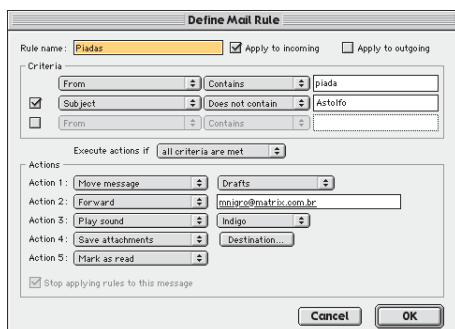 Define Mail Rule
Rule name: Piadas Apply to incoming Apply to outgoing
Criteria
From Contains piada
Subject Does not contain Astolfo
From Contains
Execute actions if all criteria are met
Actions
Action 1: Move message Drafts
Action 2: Forward mnigro@matrix.com.br
Action 3: Play sound Indigo
Action 4: Save attachments Destination...
Action 5: Mark as read
Stop applying rules to this message
Cancel OK